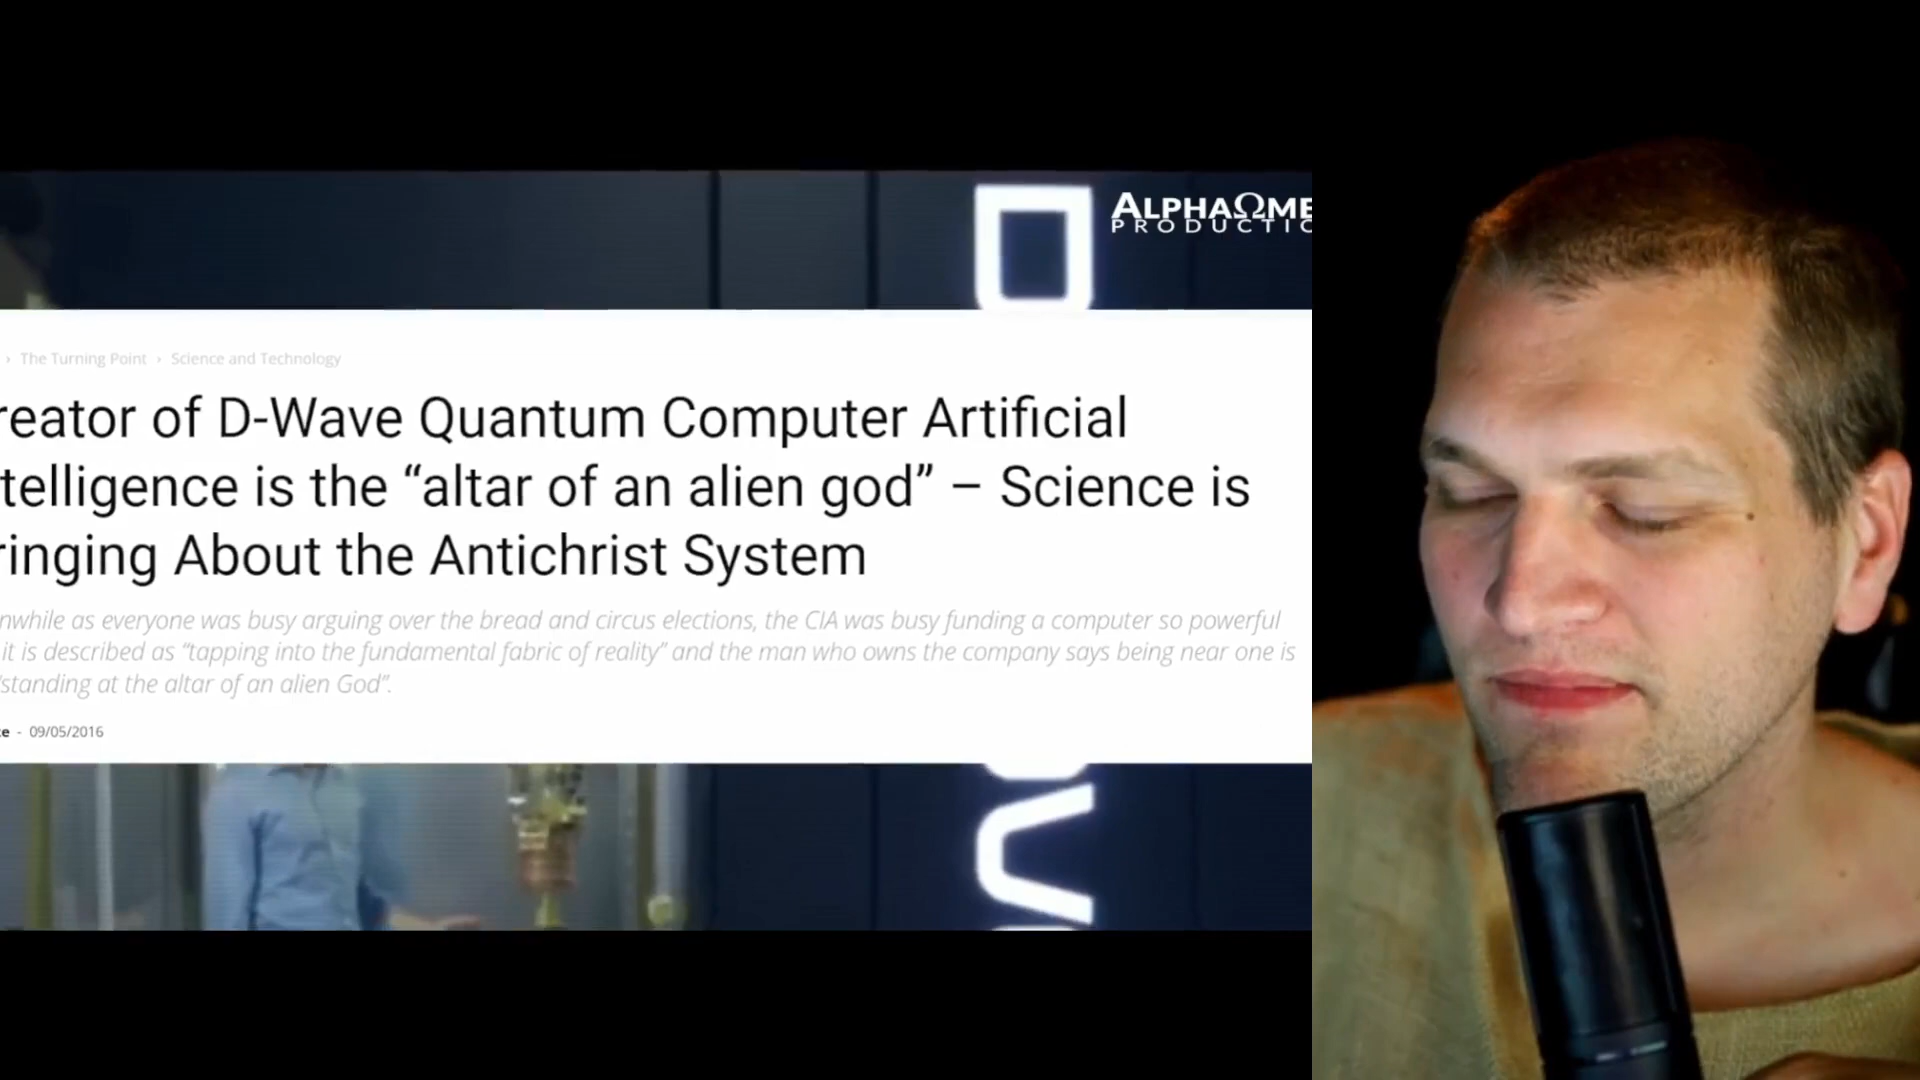 ALPHAΩME
PRODUCTIO
› The Turning Point › Science and Technology
reator of D-Wave Quantum Computer Artificial
telligence is the “altar of an alien god” – Science is
ringing About the Antichrist System
nwhile as everyone was busy arguing over the bread and circus elections, the CIA was busy funding a computer so powerful
it is described as “tapping into the fundamental fabric of reality” and the man who owns the company says being near one is
“standing at the altar of an alien God”.
te - 09/05/2016